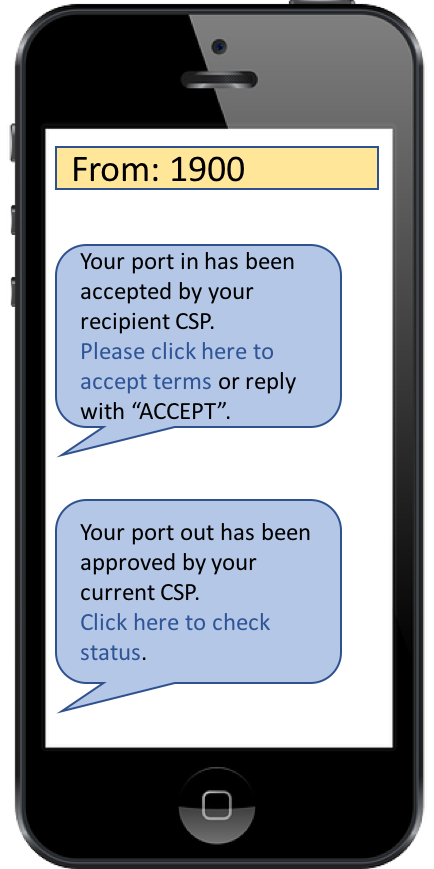 From: 1900
Your port in has been
accepted by your
recipient CSP.
Please click here to
accept terms or reply
with “ACCEPT”.
Your port out has been
approved by your
current CSP.
Click here to check
status.